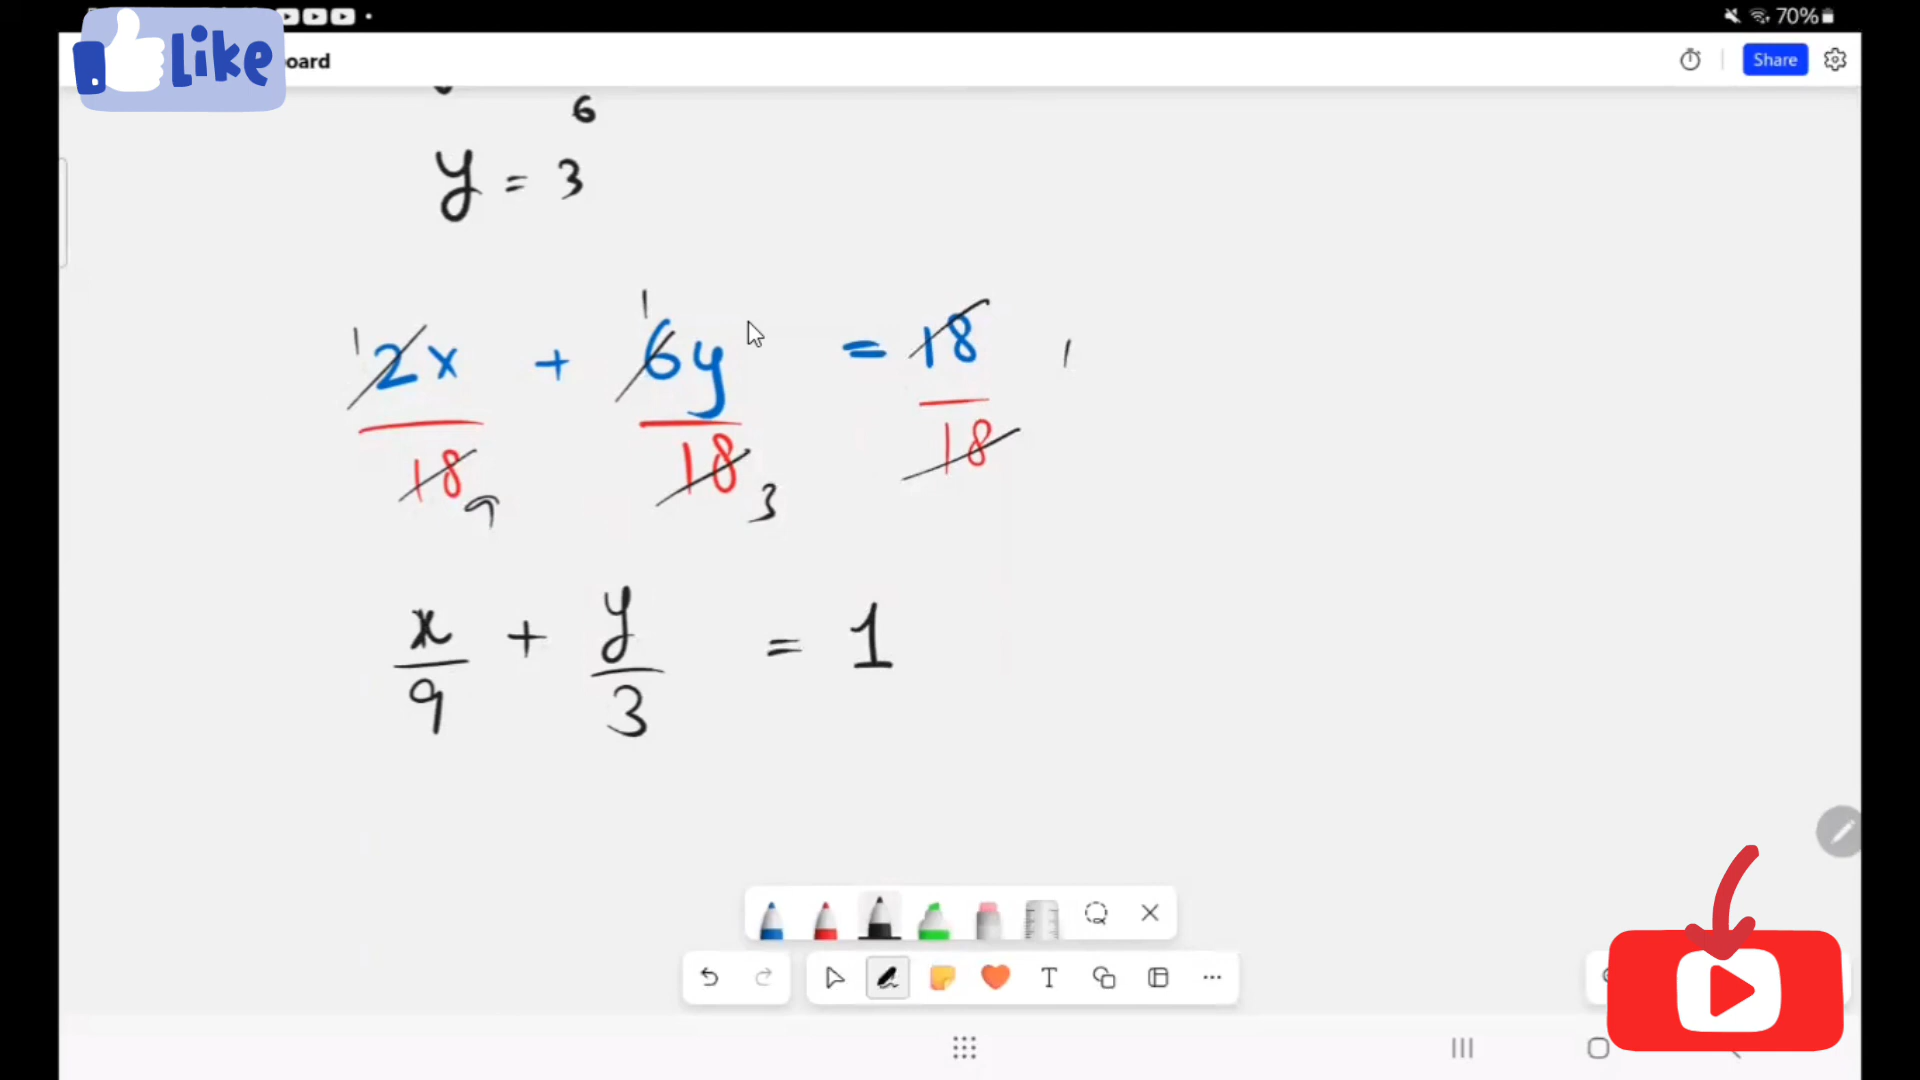 70%
Like
oard
Share
6
y = 3
1 1
2x + 6y = 18 1
18 18 18
9 3
x + y = 1
9 3
T